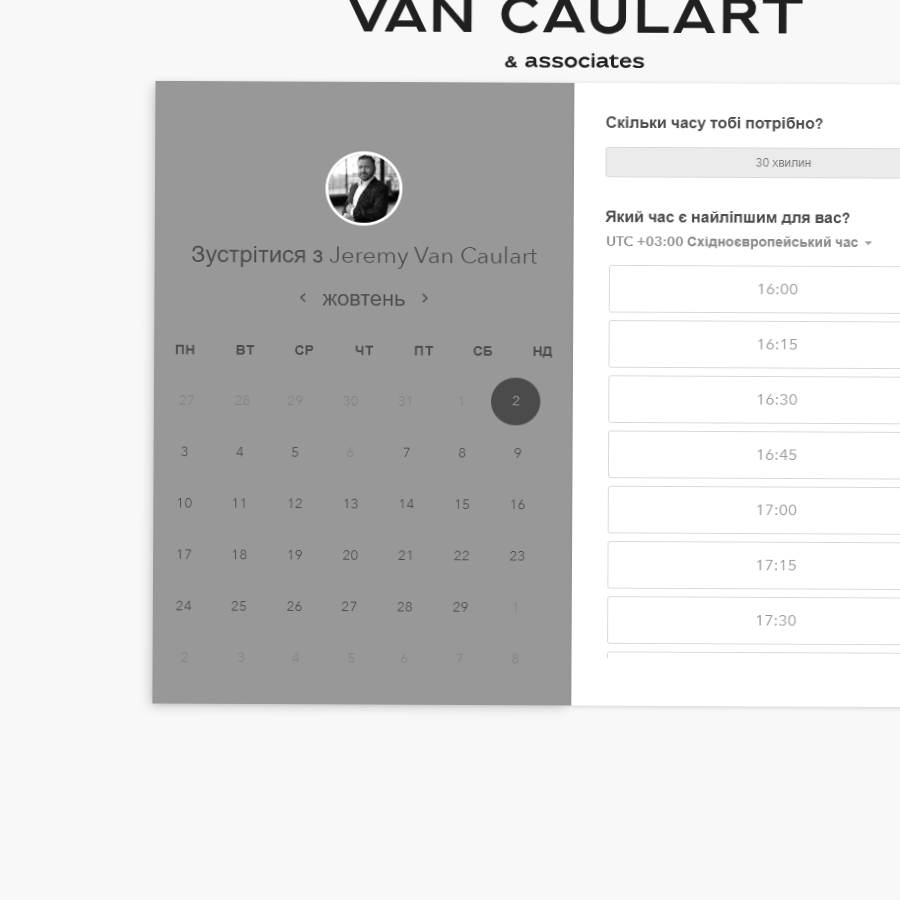 VAN CAULART
& associates
Зустрітися з Jeremy Van Caulart
жовтень
ПН ВТ СР ЧТ ПТ СБ НД
27 28 29 30 31 1 2
3 4 5 6 7 8 9
10 11 12 13 14 15 16
17 18 19 20 21 22 23
24 25 26 27 28 29 1
2 3 4 5 6 7 8
Скільки часу тобі потрібно?
30 хвилин
Який час є найліпшим для вас?
UTC +03:00 Східноєвропейський час
16:00
16:15
16:30
16:45
17:00
17:15
17:30